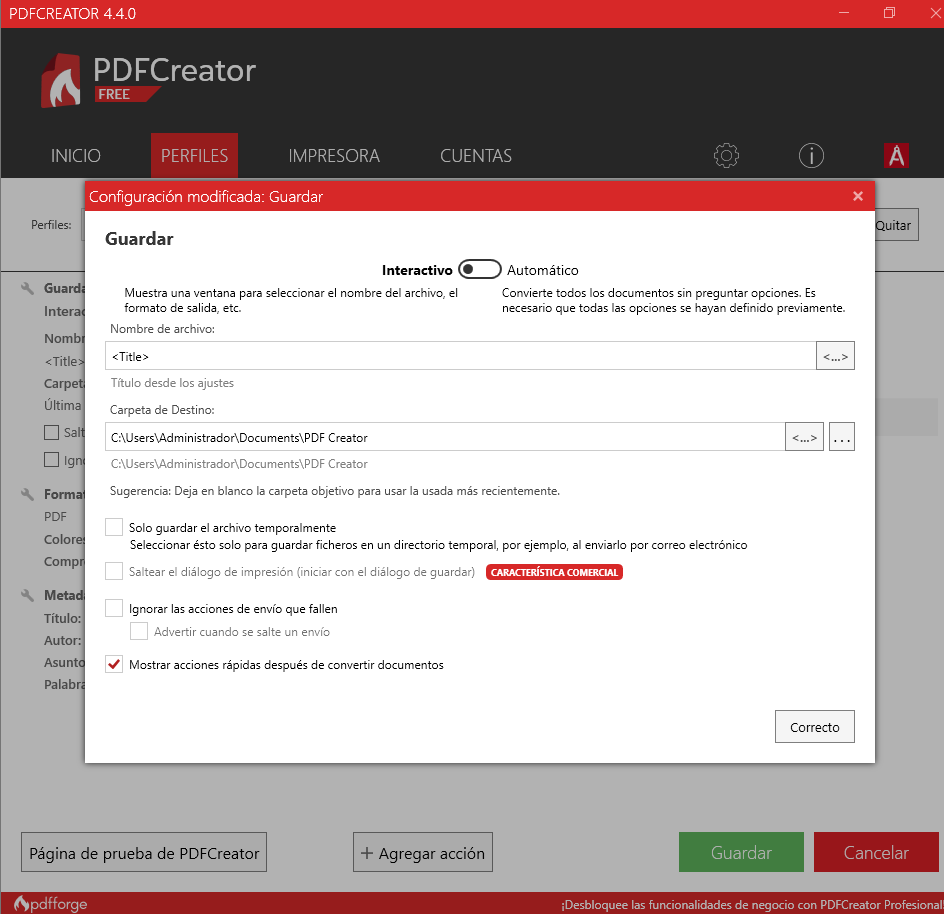 PDFCREATOR 4.4.0
PDFCreator
FREE
INICIO
PERFILES
IMPRESORA
CUENTAS
Configuración modificada: Guardar
Perfiles:
Quitar
Guardar
Interactivo
Automático
Muestra una ventana para seleccionar el nombre del archivo, el
formato de salida, etc.
Convierte todos los documentos sin preguntar opciones. Es
necesario que todas las opciones se hayan definido previamente.
Nombre de archivo:
<Title>
<...>
Título desde los ajustes
Carpeta de Destino:
C:\Users\Administrador\Documents\PDF Creator
<...>
...
C:\Users\Administrador\Documents\PDF Creator
Sugerencia: Deja en blanco la carpeta objetivo para usar la usada más recientemente.
Solo guardar el archivo temporalmente
Seleccionar ésto solo para guardar ficheros en un directorio temporal, por ejemplo, al enviarlo por correo electrónico
Saltear el diálogo de impresión (iniciar con el diálogo de guardar)
CARACTERÍSTICA COMERCIAL
Ignorar las acciones de envío que fallen
Advertir cuando se salte un envío
Mostrar acciones rápidas después de convertir documentos
Correcto
Guarda
Interac
Nombr
<Title>
Carpeta
Última
Salt
Igno
Forma
PDF
Colores
Compr
Metad
Título:
Autor:
Asunto
Palabra
Página de prueba de PDFCreator
+ Agregar acción
Guardar
Cancelar
pdfforge
¡Desbloquee las funcionalidades de negocio con PDFCreator Profesional!